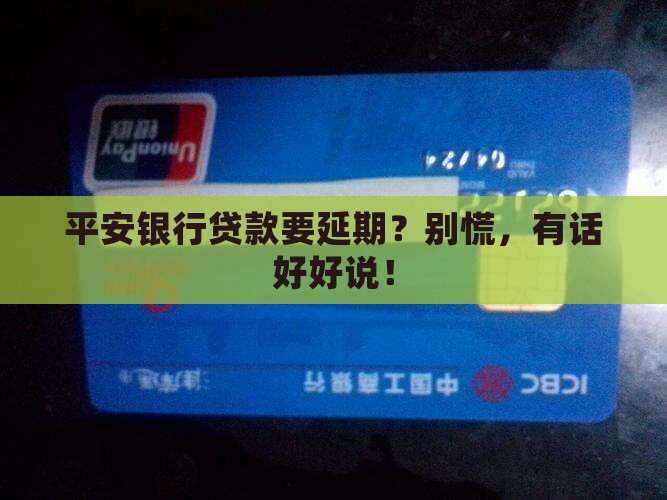 银联
UnionPay
04/24
平安银行贷款要延期？别慌，有话
好好说！
ICBC 中国工商银行